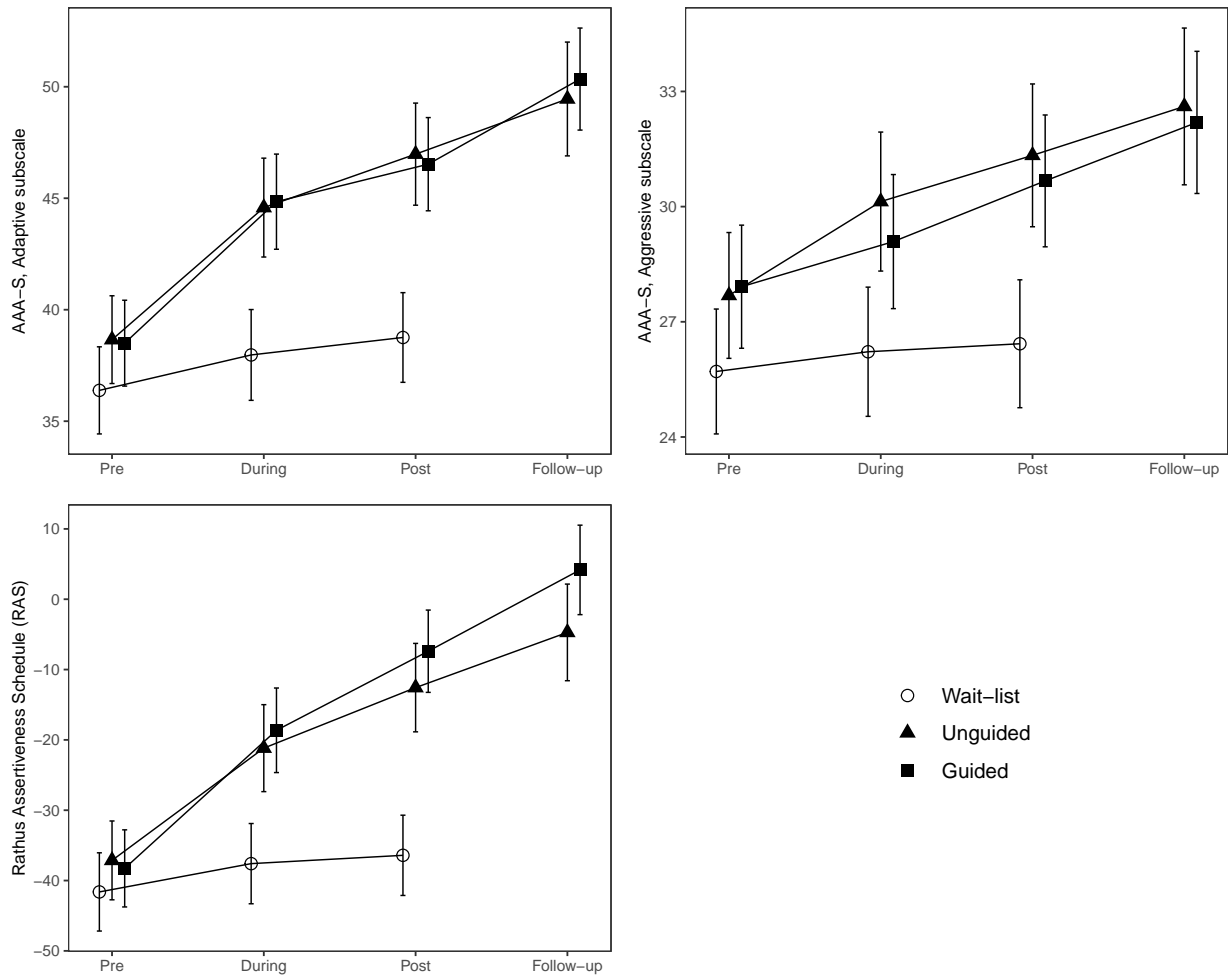 AAA−S, Adaptive subscale
50
45
40
35
Pre During Post Follow−up
AAA−S, Aggressive subscale
33
30
27
24
Pre During Post Follow−up
Rathus Assertiveness Schedule (RAS)
10
0
−10
−20
−30
−40
−50
Pre During Post Follow−up
Wait−list
Unguided
Guided